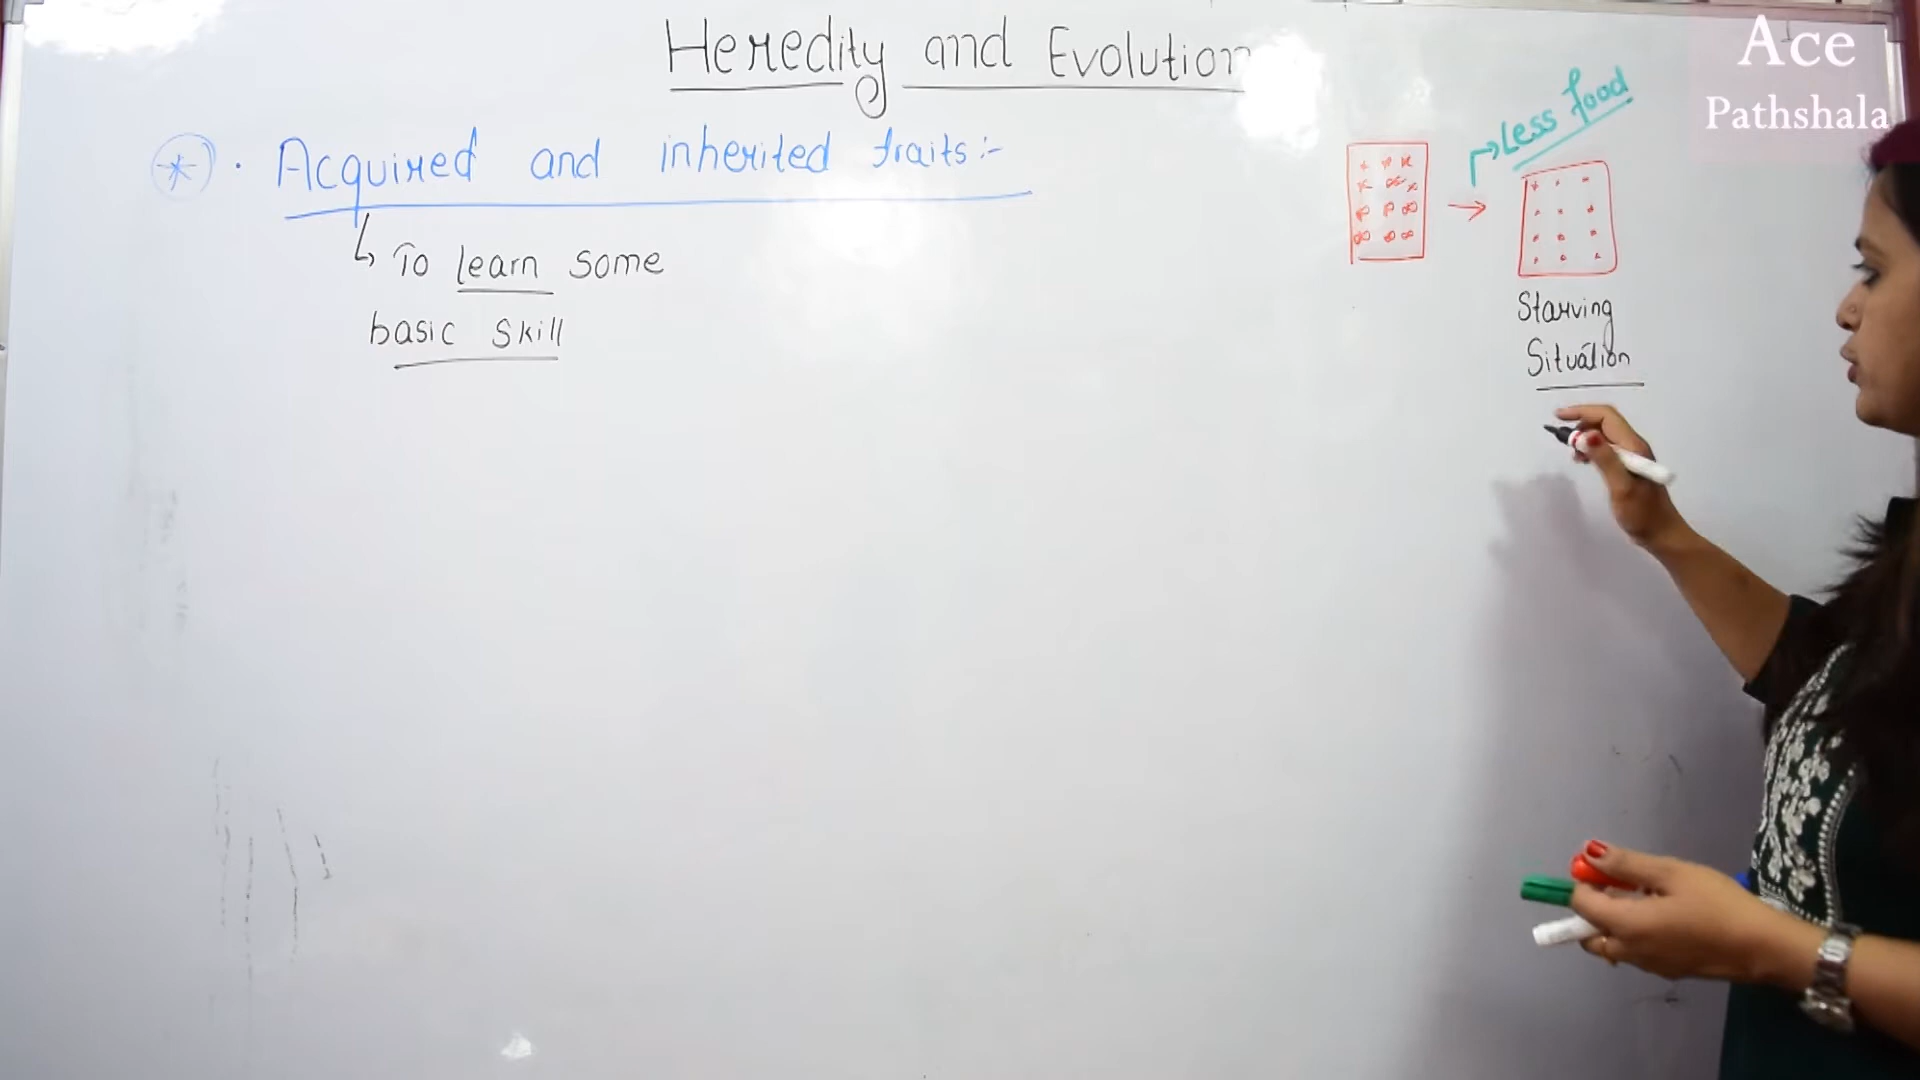 Heredity and Evolution
Ace
Pathshala
* . Acquired and inherited traits:-
↳ To learn some
basic skill
Less food
Starving
Situation